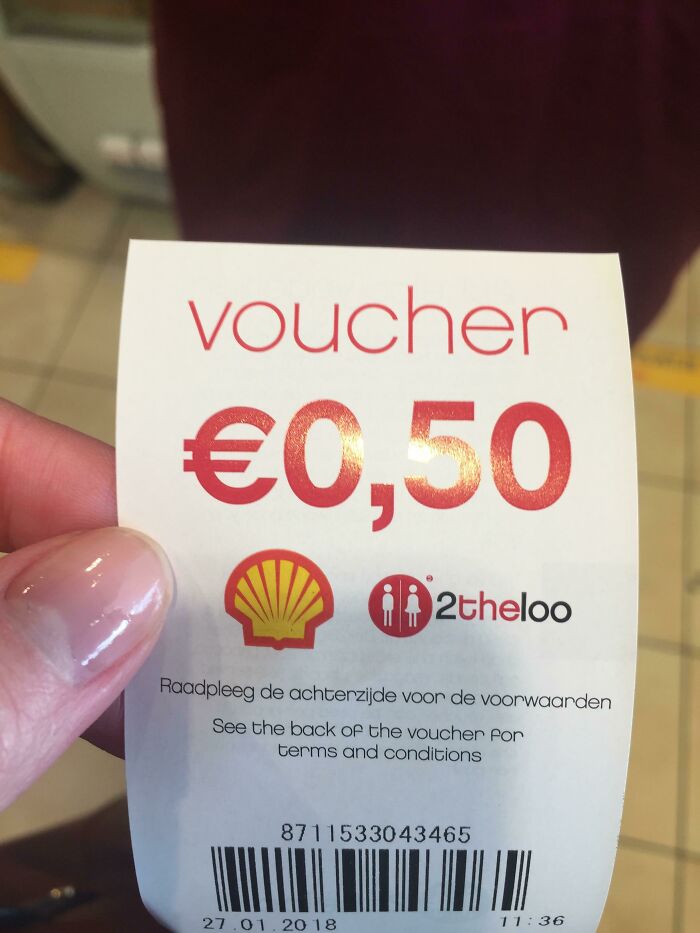 voucher
€0,50
2theloo
Raadpleeg de achterzijde voor de voorwaarden
See the back of the voucher for
terms and conditions
8711533043465
27.01.2018 11:36